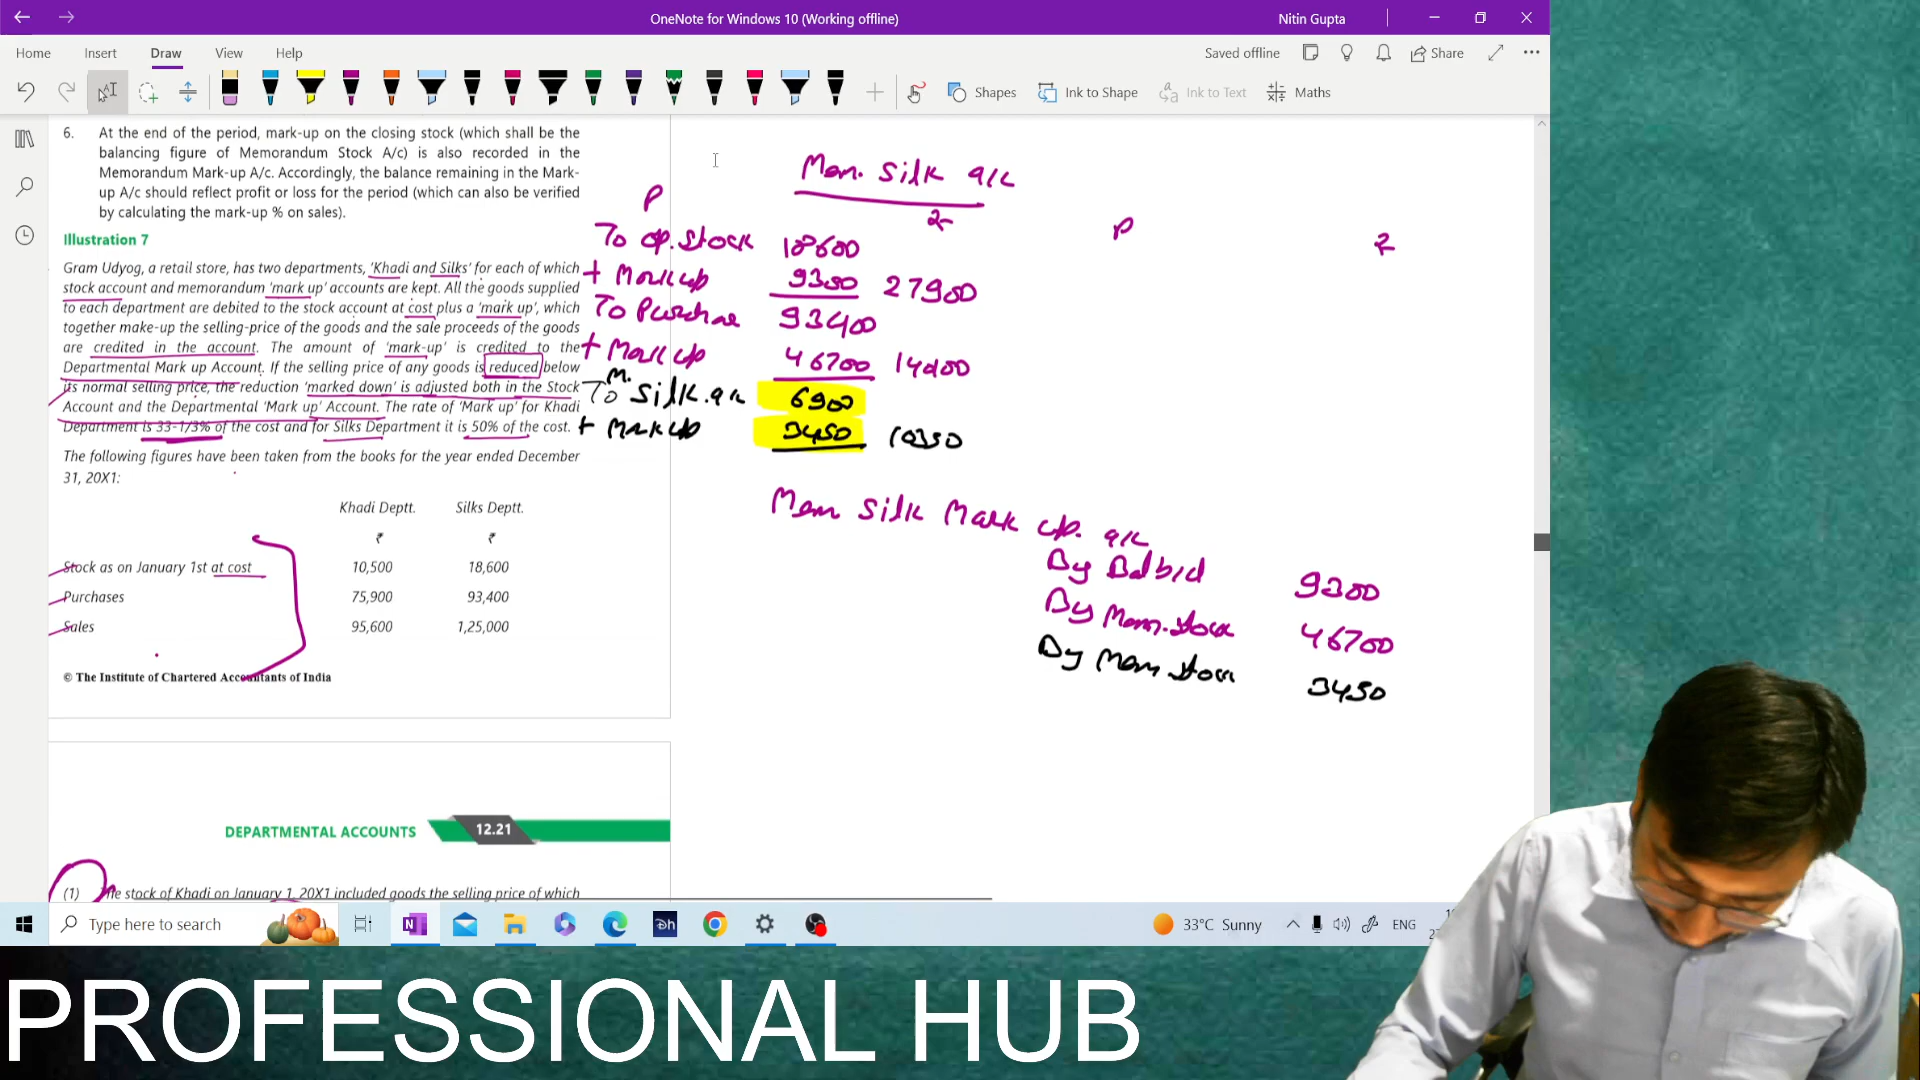 OneNote for Windows 10 (Working offline)
Nitin Gupta
Home Insert Draw View Help
Saved offline
Share
Shapes
Ink to Shape
Ink to Text
Maths
6. At the end of the period, mark-up on the closing stock (which shall be the
balancing figure of Memorandum Stock A/c) is also recorded in the
Memorandum Mark-up A/c. Accordingly, the balance remaining in the Mark-
up A/c should reflect profit or loss for the period (which can also be verified
by calculating the mark-up % on sales).
Illustration 7
Gram Udyog, a retail store, has two departments, 'Khadi and Silks' for each of which
stock account and memorandum 'mark up' accounts are kept. All the goods supplied
to each department are debited to the stock account at cost plus a 'mark up', which
together make-up the selling-price of the goods and the sale proceeds of the goods
are credited in the account. The amount of 'mark-up' is credited to the
Departmental Mark up Account. If the selling price of any goods is reduced below
its normal selling price, the reduction 'marked down' is adjusted both in the Stock
Account and the Departmental 'Mark up' Account. The rate of 'Mark up' for Khadi
Department is 33-1/3% of the cost and for Silks Department it is 50% of the cost.
The following figures have been taken from the books for the year ended December
31, 20X1:
Khadi Deptt. Silks Deptt.
₹ ₹
Stock as on January 1st at cost 10,500 18,600
Purchases 75,900 93,400
Sales 95,600 1,25,000
© The Institute of Chartered Accountants of India
DEPARTMENTAL ACCOUNTS 12.21
(1) The stock of Khadi on January 1, 20X1 included goods the selling price of which
Mem. Silk a/c
P
P
To op. Stock 18600
+ Mark up 9300 27900
To Purchase 93400
+ Mark up 46700
To M. Silk a/c 6900
+ Mark up 3450 10350
Mem Silk Mark up. a/c
By Bal b/d 9300
By Mem. Stock 46700
By Mem Stock 3450
Type here to search
33°C Sunny
ENG
PROFESSIONAL HUB